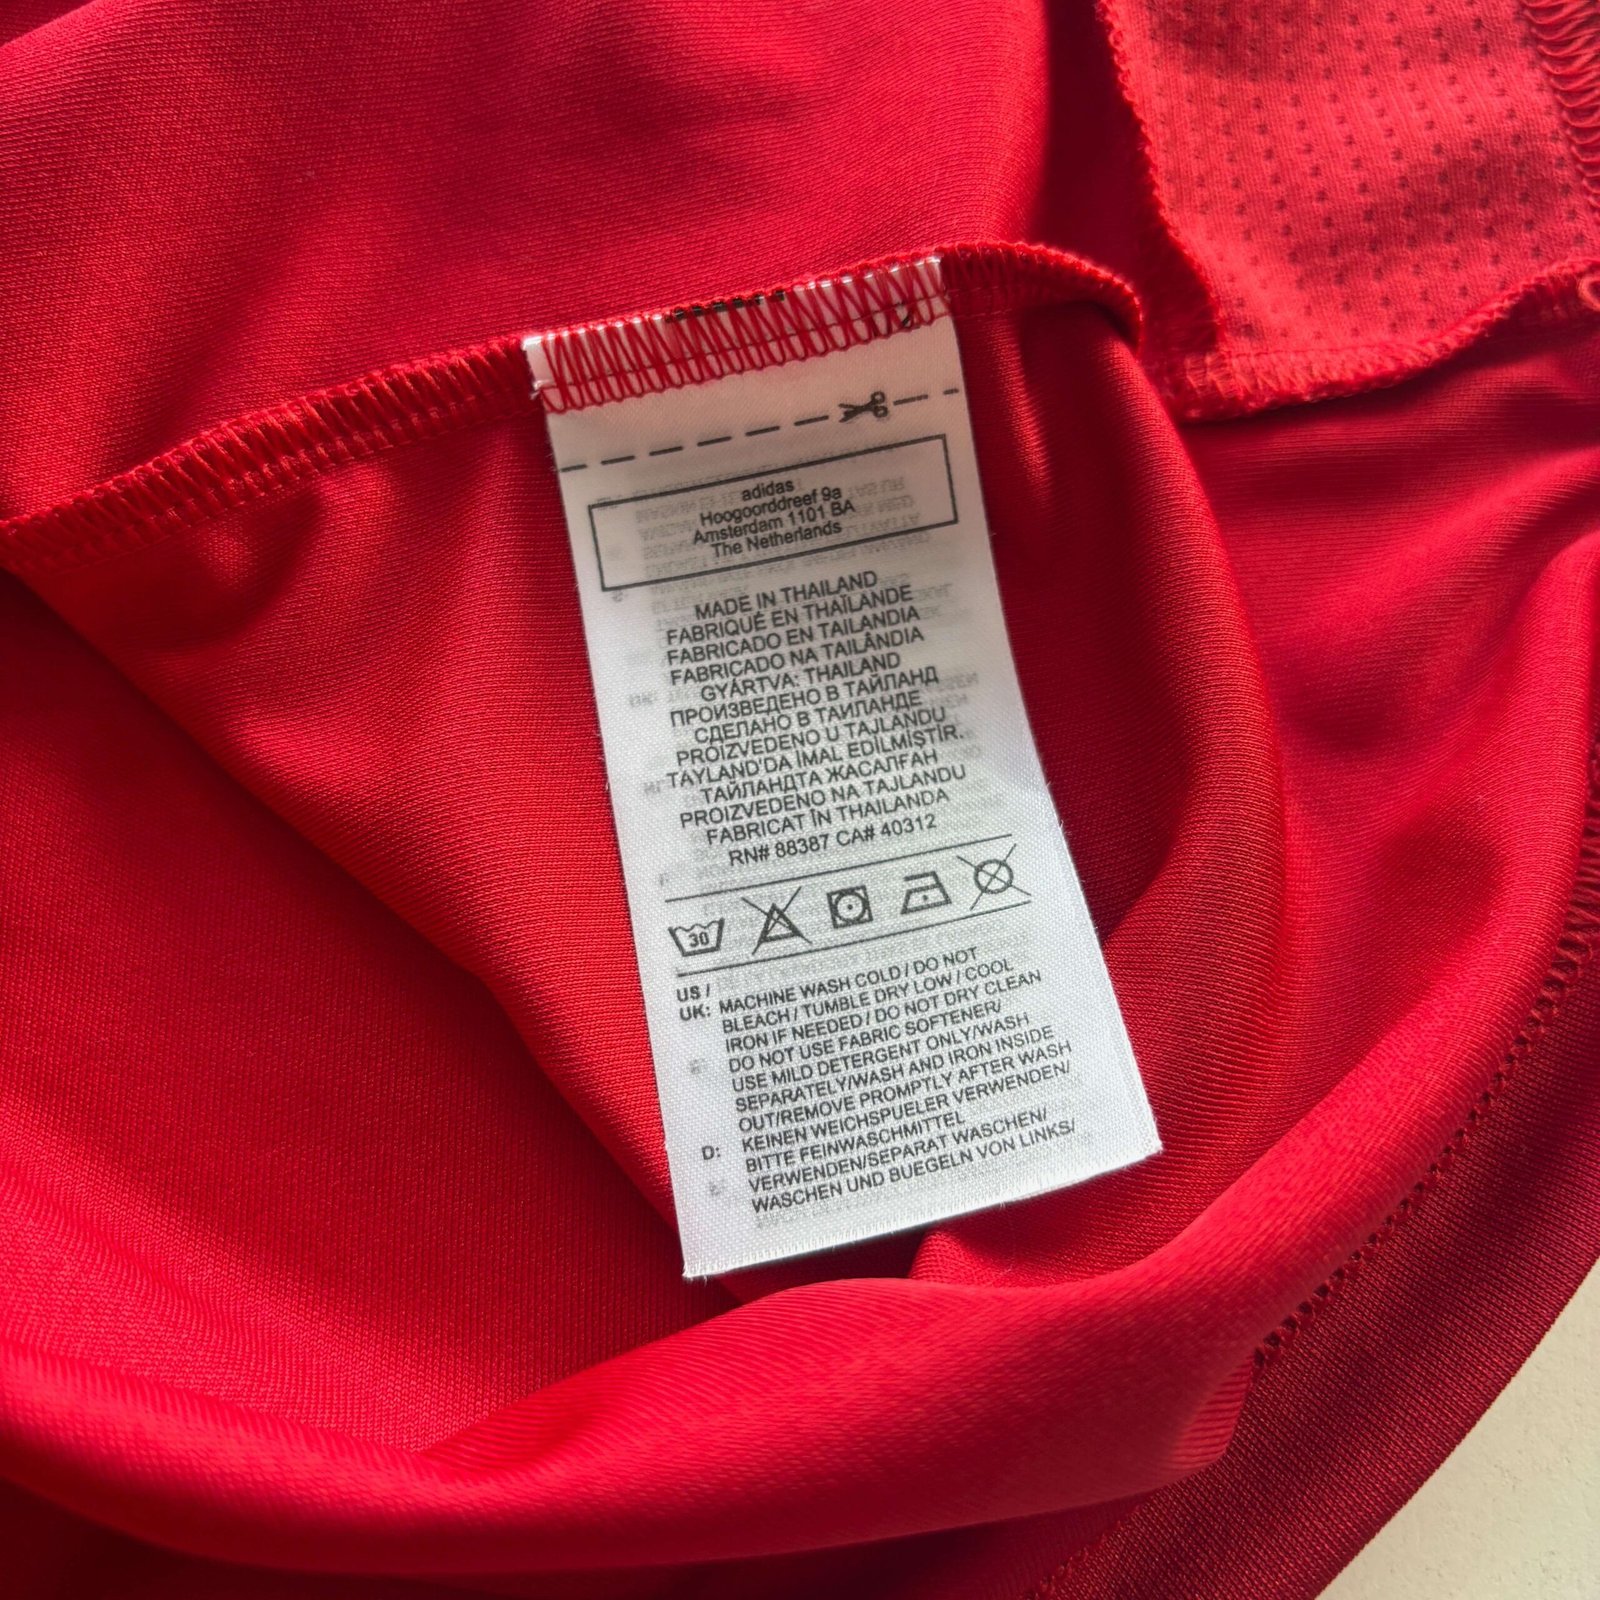 adidas
Hoogoorddreef 9a
Amsterdam 1101 BA
The Netherlands
MADE IN THAILAND
FABRIQUÉ EN THAÏLANDE
FABRICADO EN TAILANDIA
FABRICADO NA TAILÂNDIA
GYÁRTVA: THAILAND
ПРОИЗВЕДЕНО В ТАЙЛАНД
СДЕЛАНО В ТАИЛАНДЕ
PROIZVEDENO U TAJLANDU
TAYLAND'DA İMAL EDİLMİŞTİR.
ТАЙЛАНДТА ЖАСАЛҒАН
PROIZVEDENO NA TAJLANDU
FABRICAT ÎN THAILANDA
RN# 88387 CA# 40312
30
US / UK: MACHINE WASH COLD / DO NOT
BLEACH / TUMBLE DRY LOW / COOL
IRON IF NEEDED / DO NOT DRY CLEAN
DO NOT USE FABRIC SOFTENER/
USE MILD DETERGENT ONLY/WASH
SEPARATELY/WASH AND IRON INSIDE
OUT/REMOVE PROMPTLY AFTER WASH
D: KEINEN WEICHSPUELER VERWENDEN/
BITTE FEINWASCHMITTEL
VERWENDEN/SEPARAT WASCHEN/
WASCHEN UND BUEGELN VON LINKS/